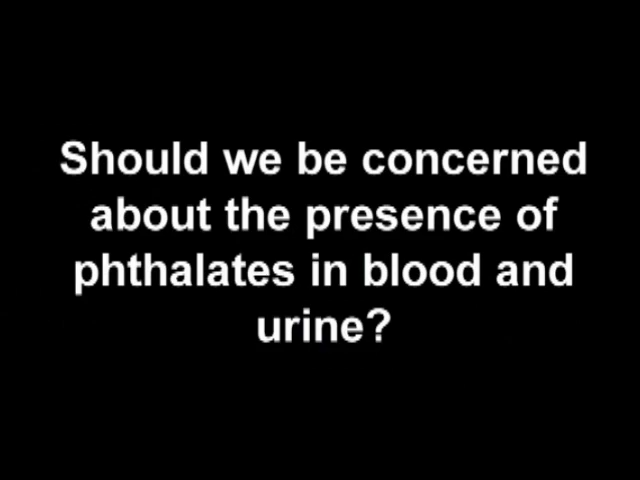 Should we be concerned
about the presence of
phthalates in blood and
urine?